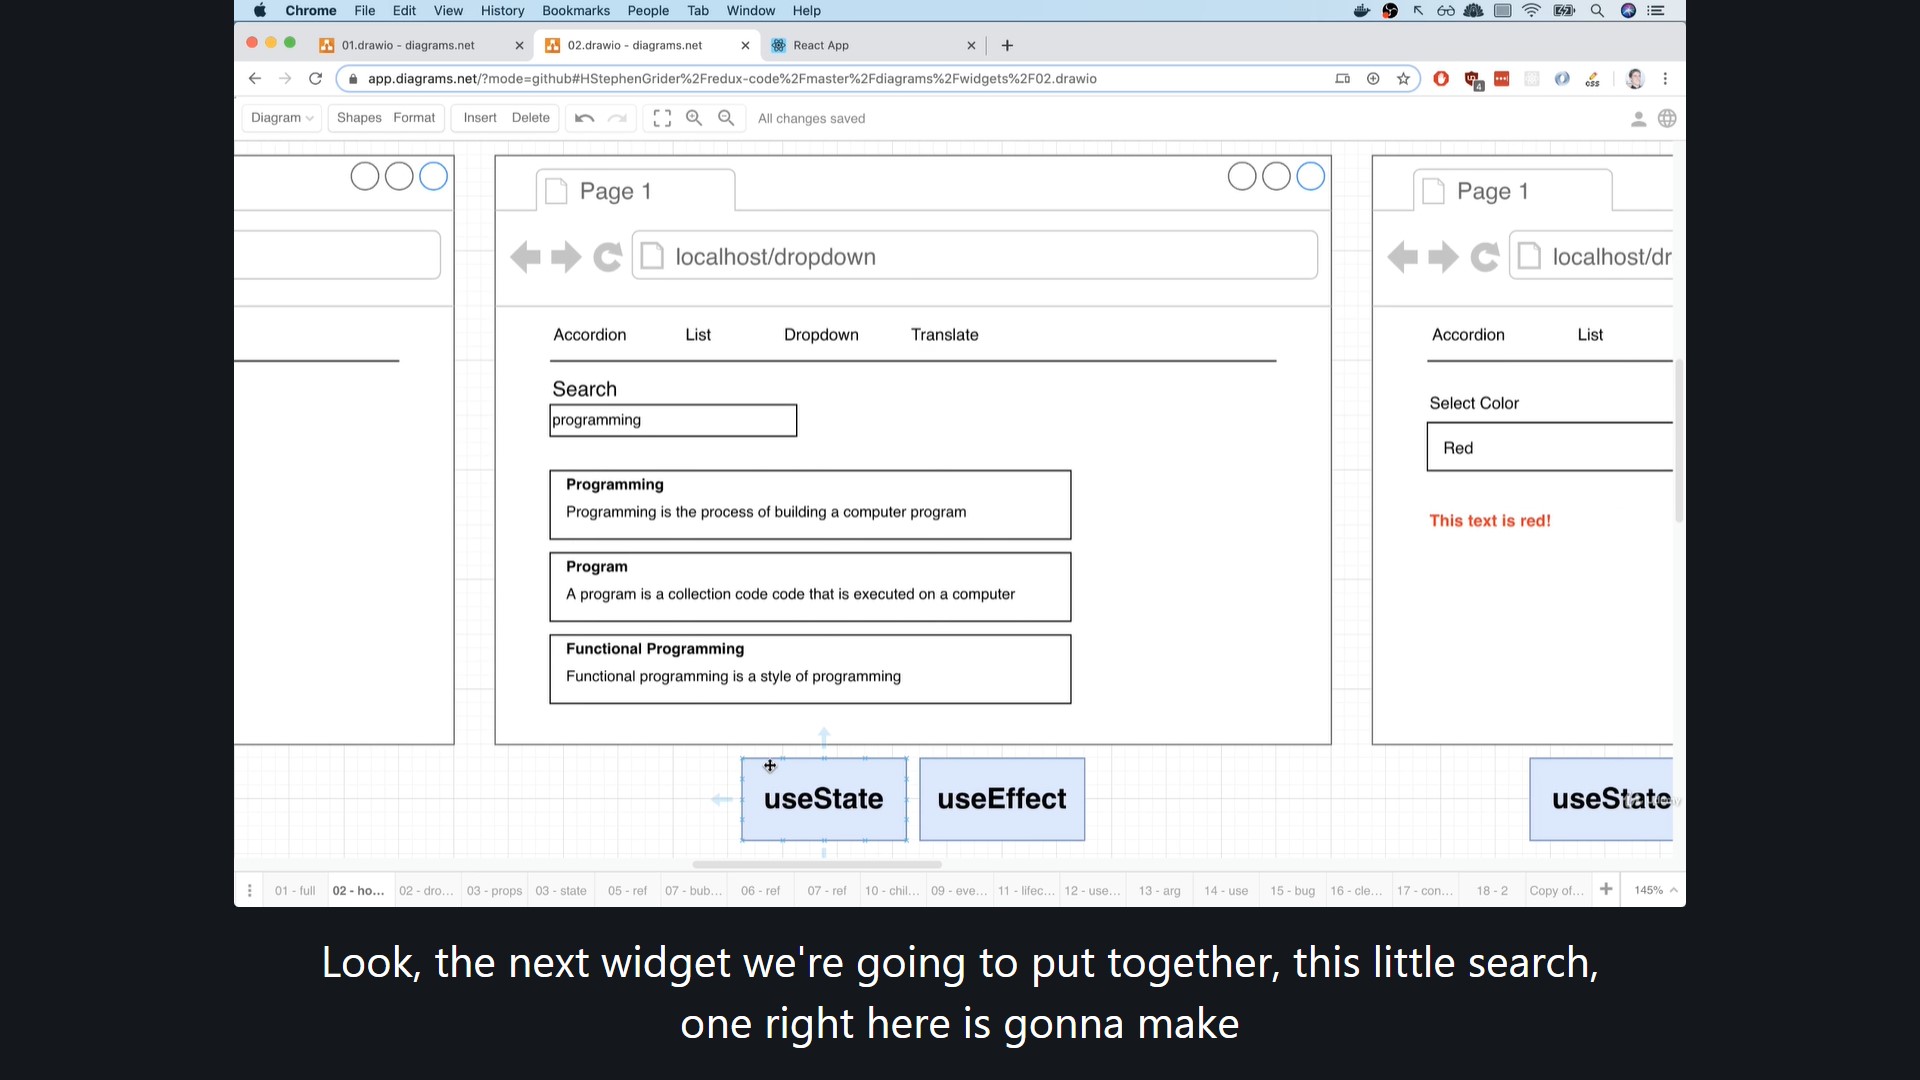 Chrome File Edit View History Bookmarks People Tab Window Help
01.drawio - diagrams.net
02.drawio - diagrams.net
React App
app.diagrams.net/?mode=github#HStephenGrider%2Fredux-code%2Fmaster%2Fdiagrams%2Fwidgets%2F02.drawio
4
css
Diagram Shapes Format Insert Delete All changes saved
Page 1
localhost/dropdown
Accordion List Dropdown Translate
Search
programming
Programming
Programming is the process of building a computer program
Program
A program is a collection code code that is executed on a computer
Functional Programming
Functional programming is a style of programming
useState
useEffect
Page 1
localhost/dr
Accordion List
Select Color
Red
This text is red!
useState
01 - full 02 - ho... 02 - dro... 03 - props 03 - state 05 - ref 07 - bub... 06 - ref 07 - ref 10 - chil... 09 - eve... 11 - lifec... 12 - use... 13 - arg 14 - use 15 - bug 16 - cle... 17 - con... 18 - 2 Copy of... 145%
Look, the next widget we're going to put together, this little search,
one right here is gonna make